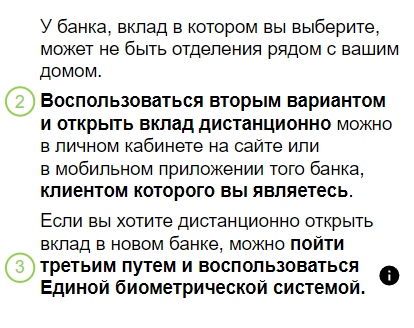 У банка, вклад в котором вы выберите,
может не быть отделения рядом с вашим
домом.
2 Воспользоваться вторым вариантом
и открыть вклад дистанционно можно
в личном кабинете на сайте или
в мобильном приложении того банка,
клиентом которого вы являетесь.
Если вы хотите дистанционно открыть
вклад в новом банке, можно пойти
3 третьим путем и воспользоваться
Единой биометрической системой. i